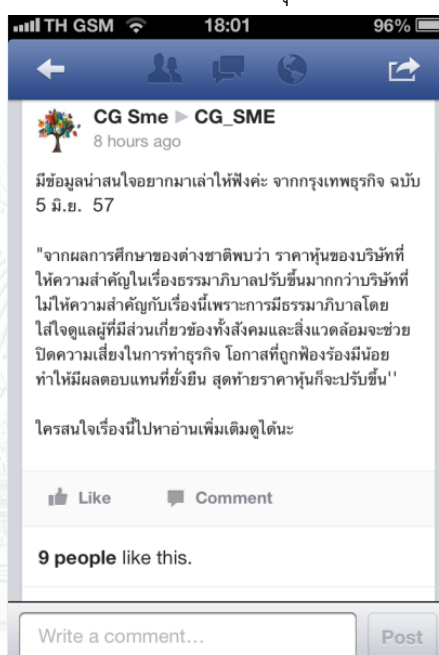 TH GSM 18:01 96%
CG Sme ▶ CG_SME
8 hours ago
มีข้อมูลน่าสนใจอยากมาเล่าให้ฟังค่ะ จากกรุงเทพธุรกิจ ฉบับ
5 มิ.ย. 57
"จากผลการศึกษาของต่างชาติพบว่า ราคาหุ้นของบริษัทที่
ให้ความสำคัญในเรื่องธรรมาภิบาลปรับขึ้นมากกว่าบริษัทที่
ไม่ให้ความสำคัญกับเรื่องนี้เพราะการมีธรรมาภิบาลโดย
ใส่ใจดูแลผู้ที่มีส่วนเกี่ยวข้องทั้งสังคมและสิ่งแวดล้อมจะช่วย
ปิดความเสี่ยงในการทำธุรกิจ โอกาสที่ถูกฟ้องร้องมีน้อย
ทำให้มีผลตอบแทนที่ยั่งยืน สุดท้ายราคาหุ้นก็จะปรับขึ้น''
ใครสนใจเรื่องนี้ไปหาอ่านเพิ่มเติมดูได้นะ
Like Comment
9 people like this.
Write a comment... Post